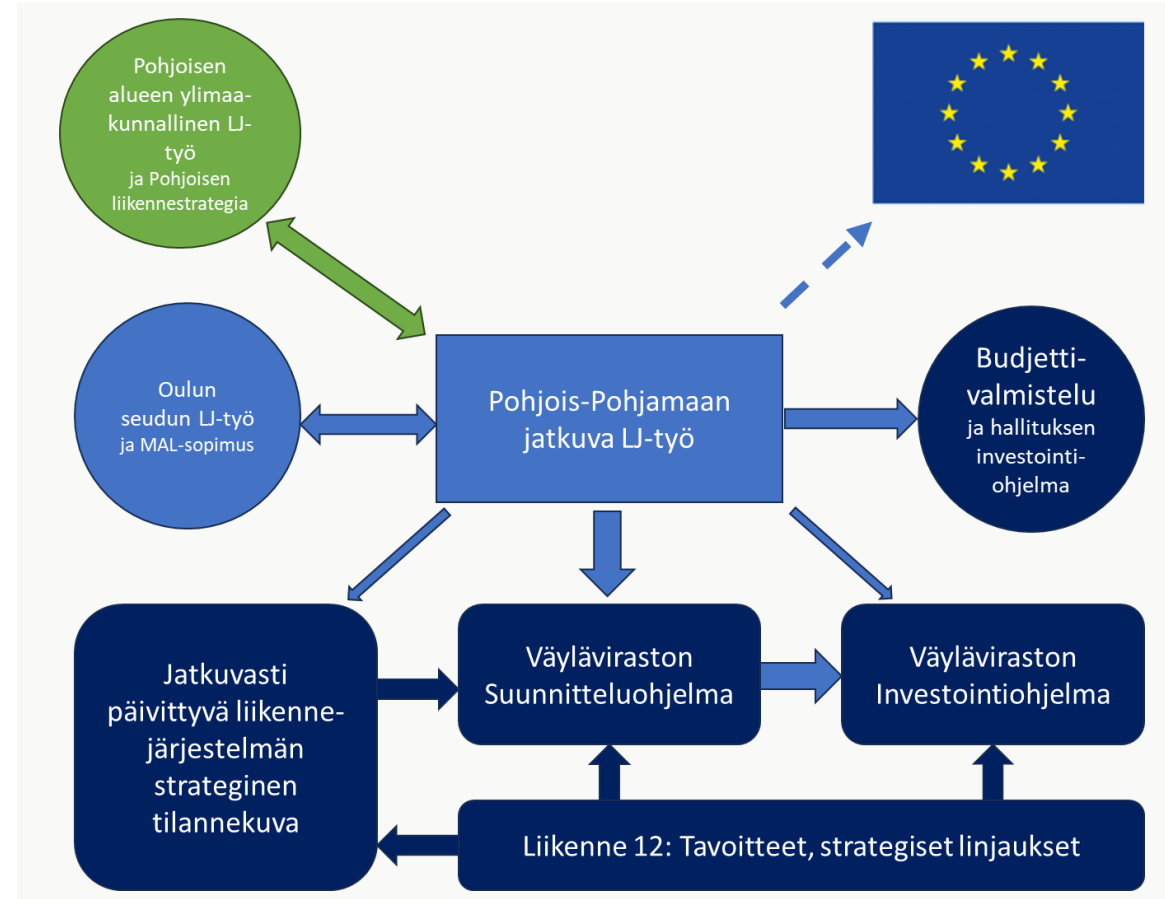 Pohjoisen
alueen ylimaa-
kunnallinen LJ-
työ
ja Pohjoisen
liikennestrategia
Oulun
seudun LJ-työ
ja MAL-sopimus
Pohjois-Pohjamaan
jatkuva LJ-työ
Budjetti-
valmistelu
ja hallituksen
investointi-
ohjelma
Jatkuvasti
päivittyvä liikenne-
järjestelmän
strateginen
tilannekuva
Väyläviraston
Suunnitteluohjelma
Väyläviraston
Investointiohjelma
Liikenne 12: Tavoitteet, strategiset linjaukset